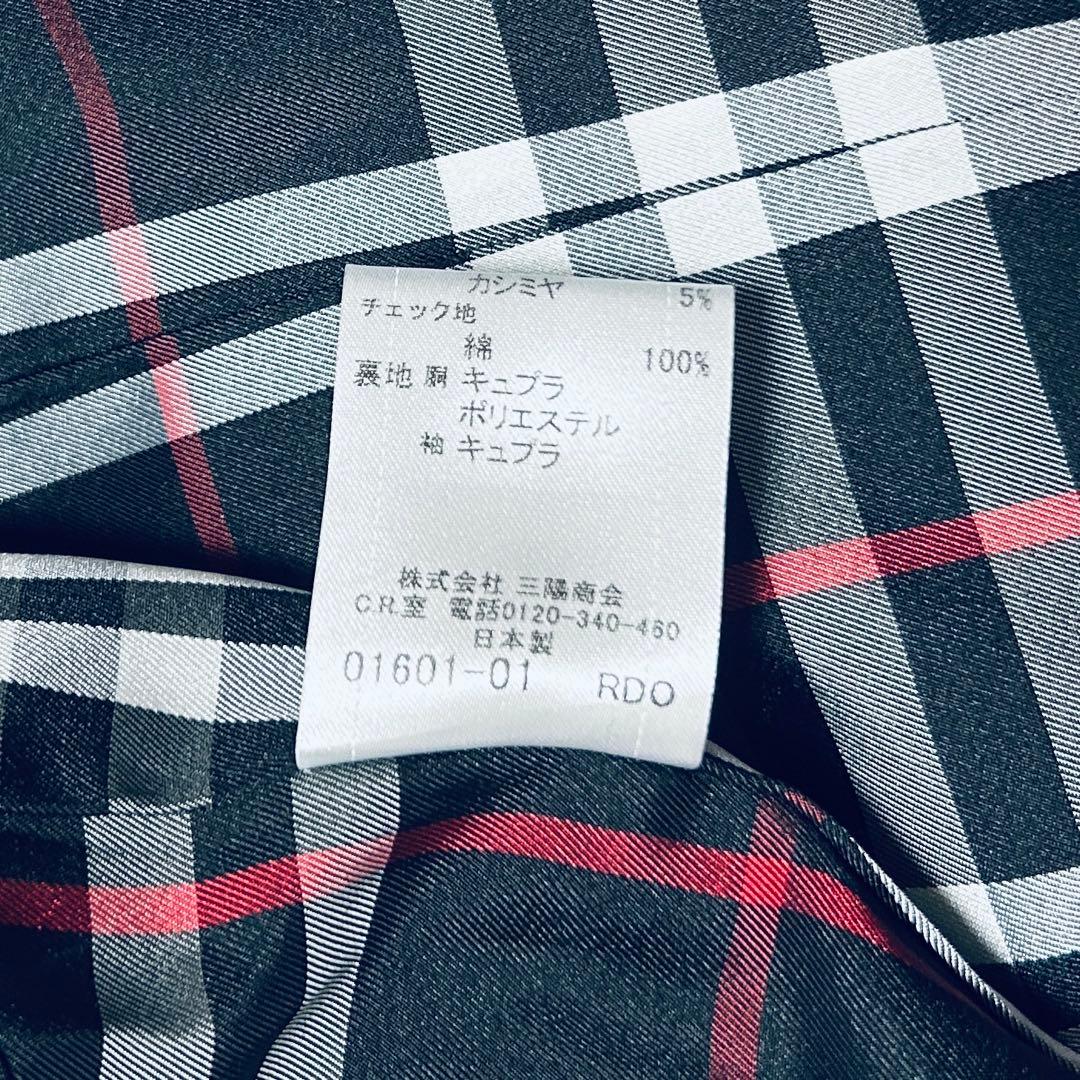 カシミヤ 5%
チェック地
綿 100%
裏地 胴 キュプラ
ポリエステル
袖 キュプラ
株式会社 三陽商会
C.R.室 電話0120-340-460
日本製
01601-01 RDO